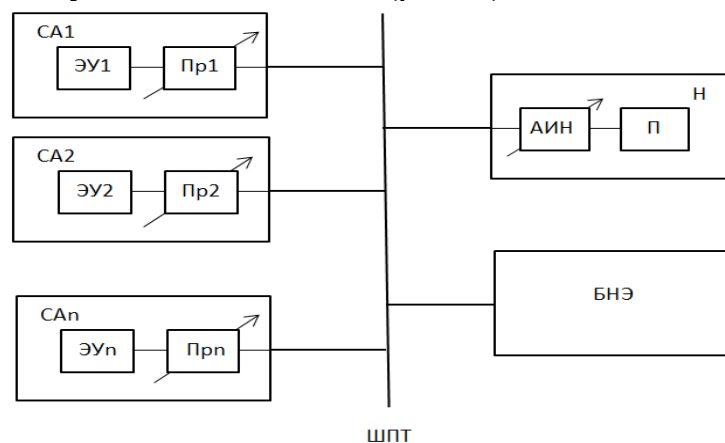 СА1
ЭУ1
Пр1
Н
АИН
П
СА2
ЭУ2
Пр2
БНЭ
САn
ЭУn
Прn
ШПТ